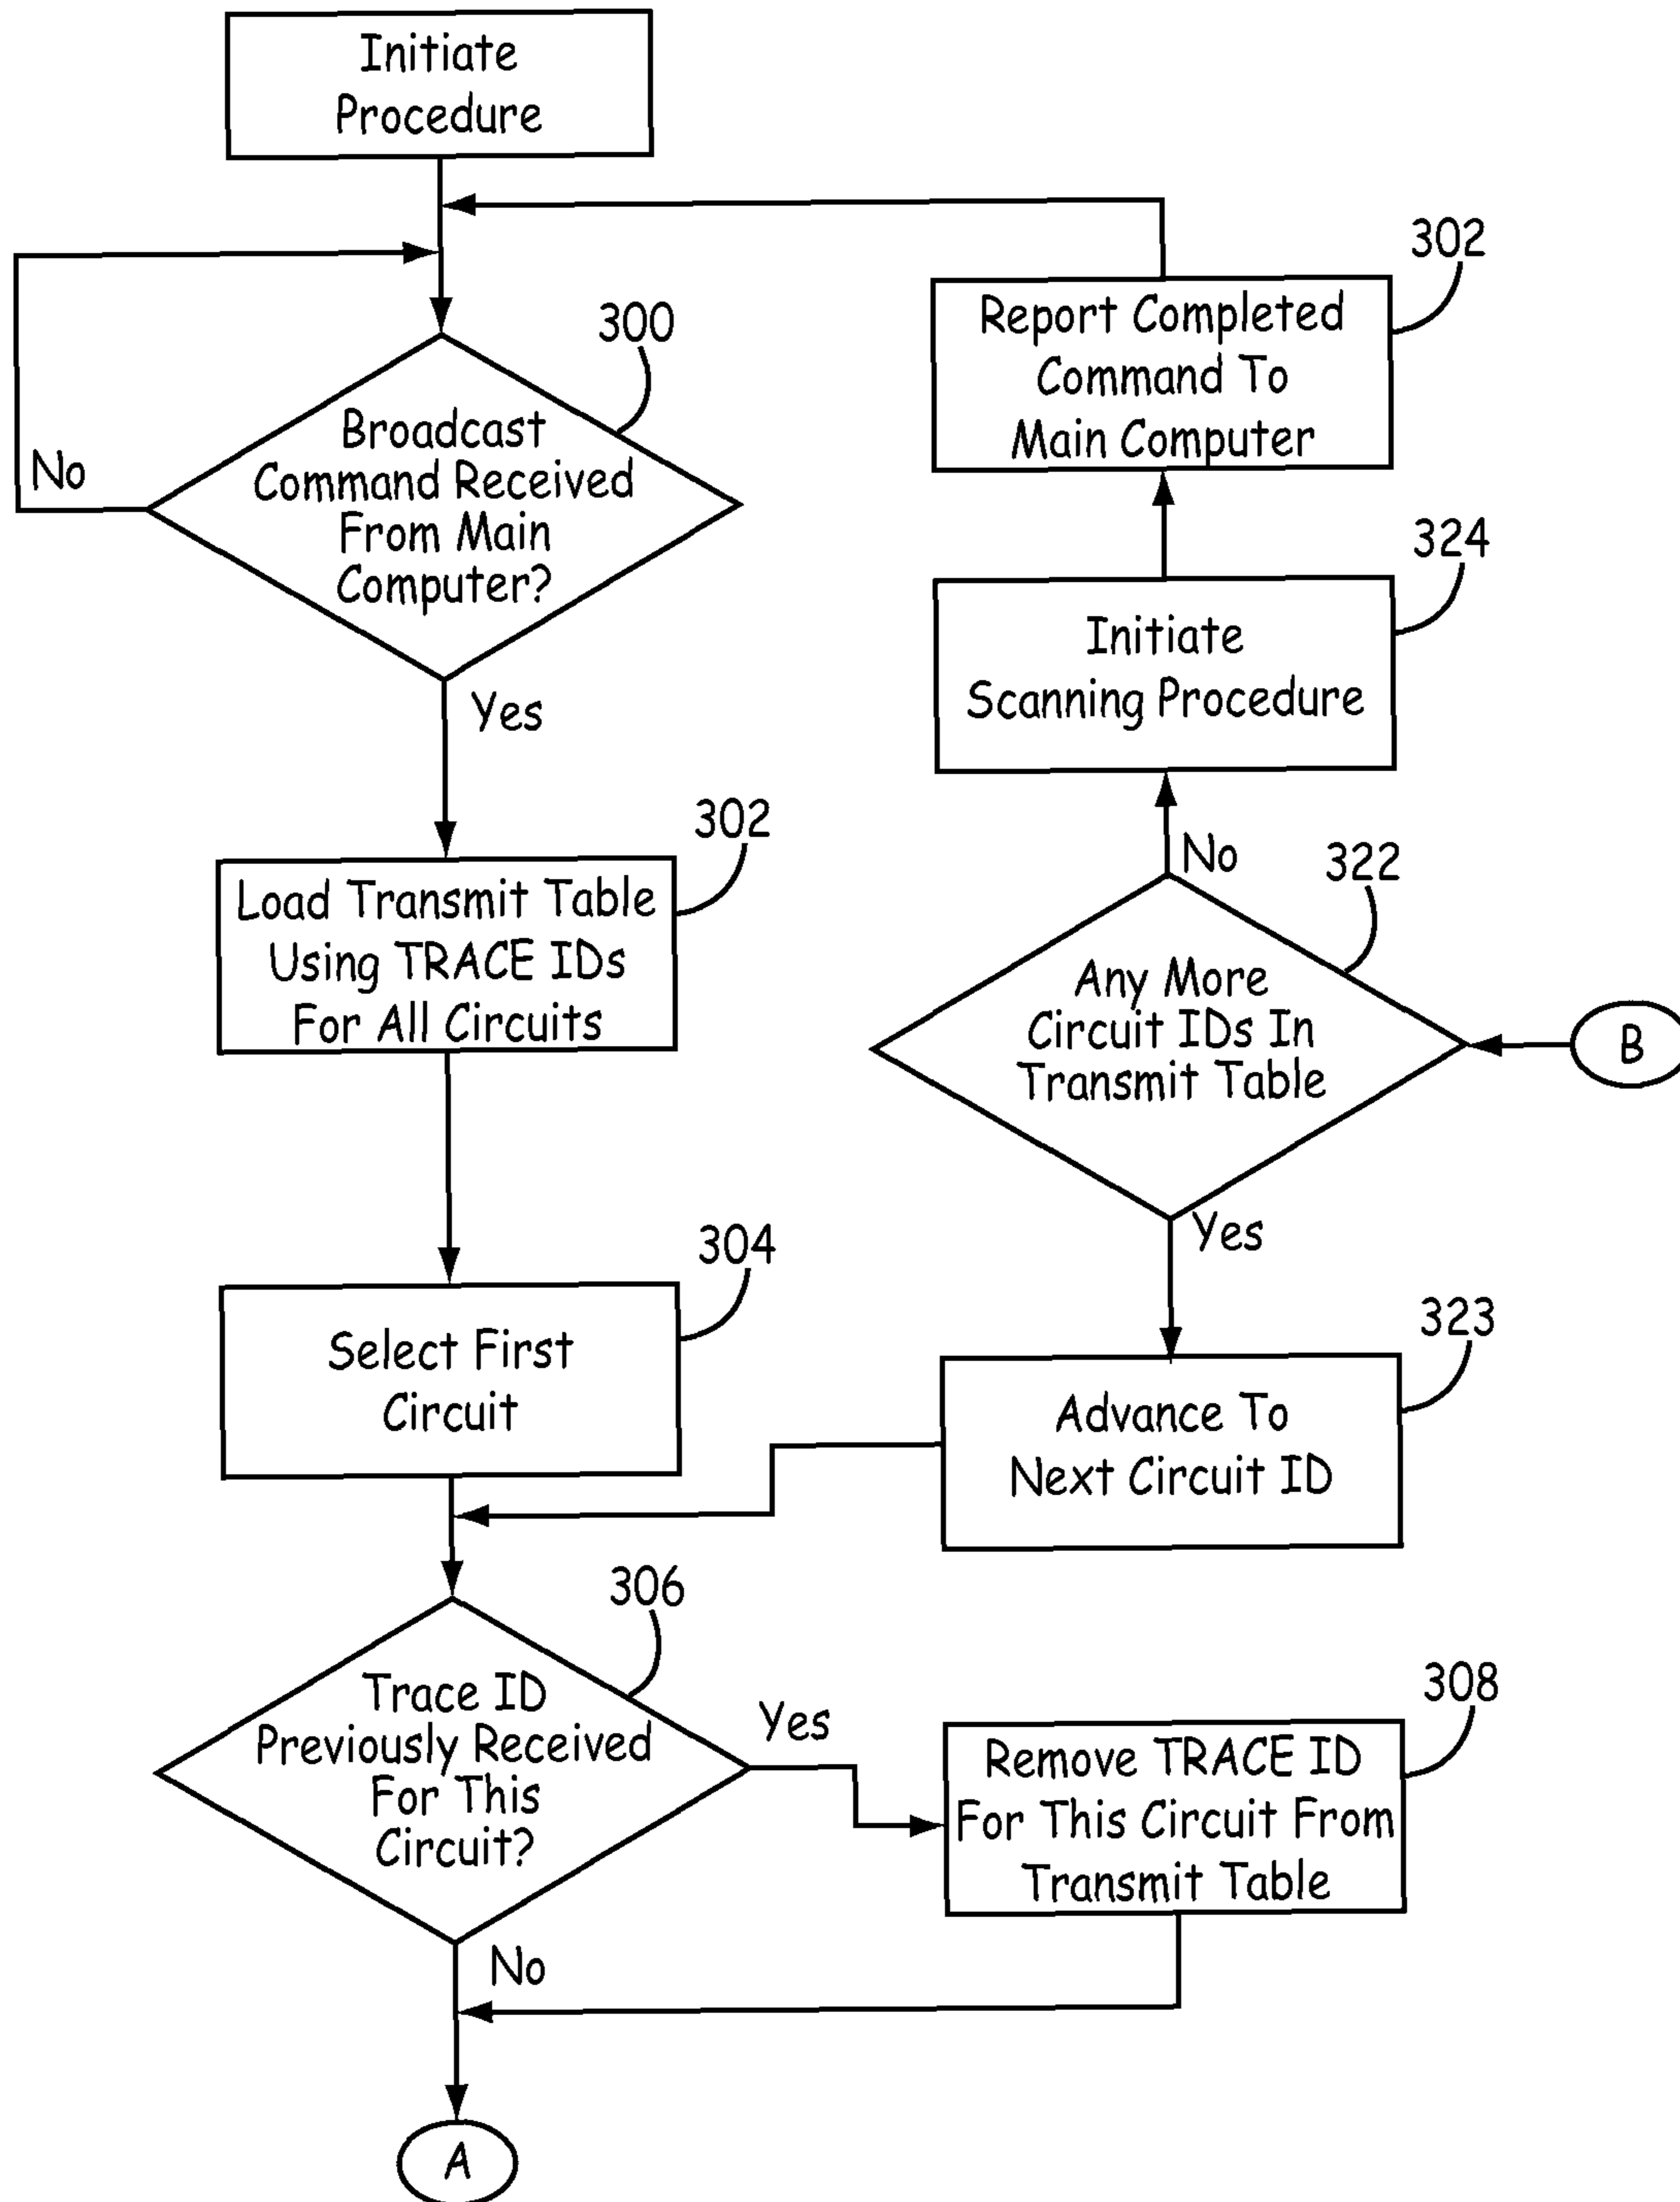 Initiate
Procedure
300
Broadcast
Command Received
From Main
Computer?
No
Yes
302
Load Transmit Table
Using TRACE IDs
For All Circuits
304
Select First
Circuit
306
Trace ID
Previously Received
For This
Circuit?
Yes
No
308
Remove TRACE ID
For This Circuit From
Transmit Table
A
302
Report Completed
Command To
Main Computer
324
Initiate
Scanning Procedure
No
322
Any More
Circuit IDs In
Transmit Table
B
Yes
323
Advance To
Next Circuit ID